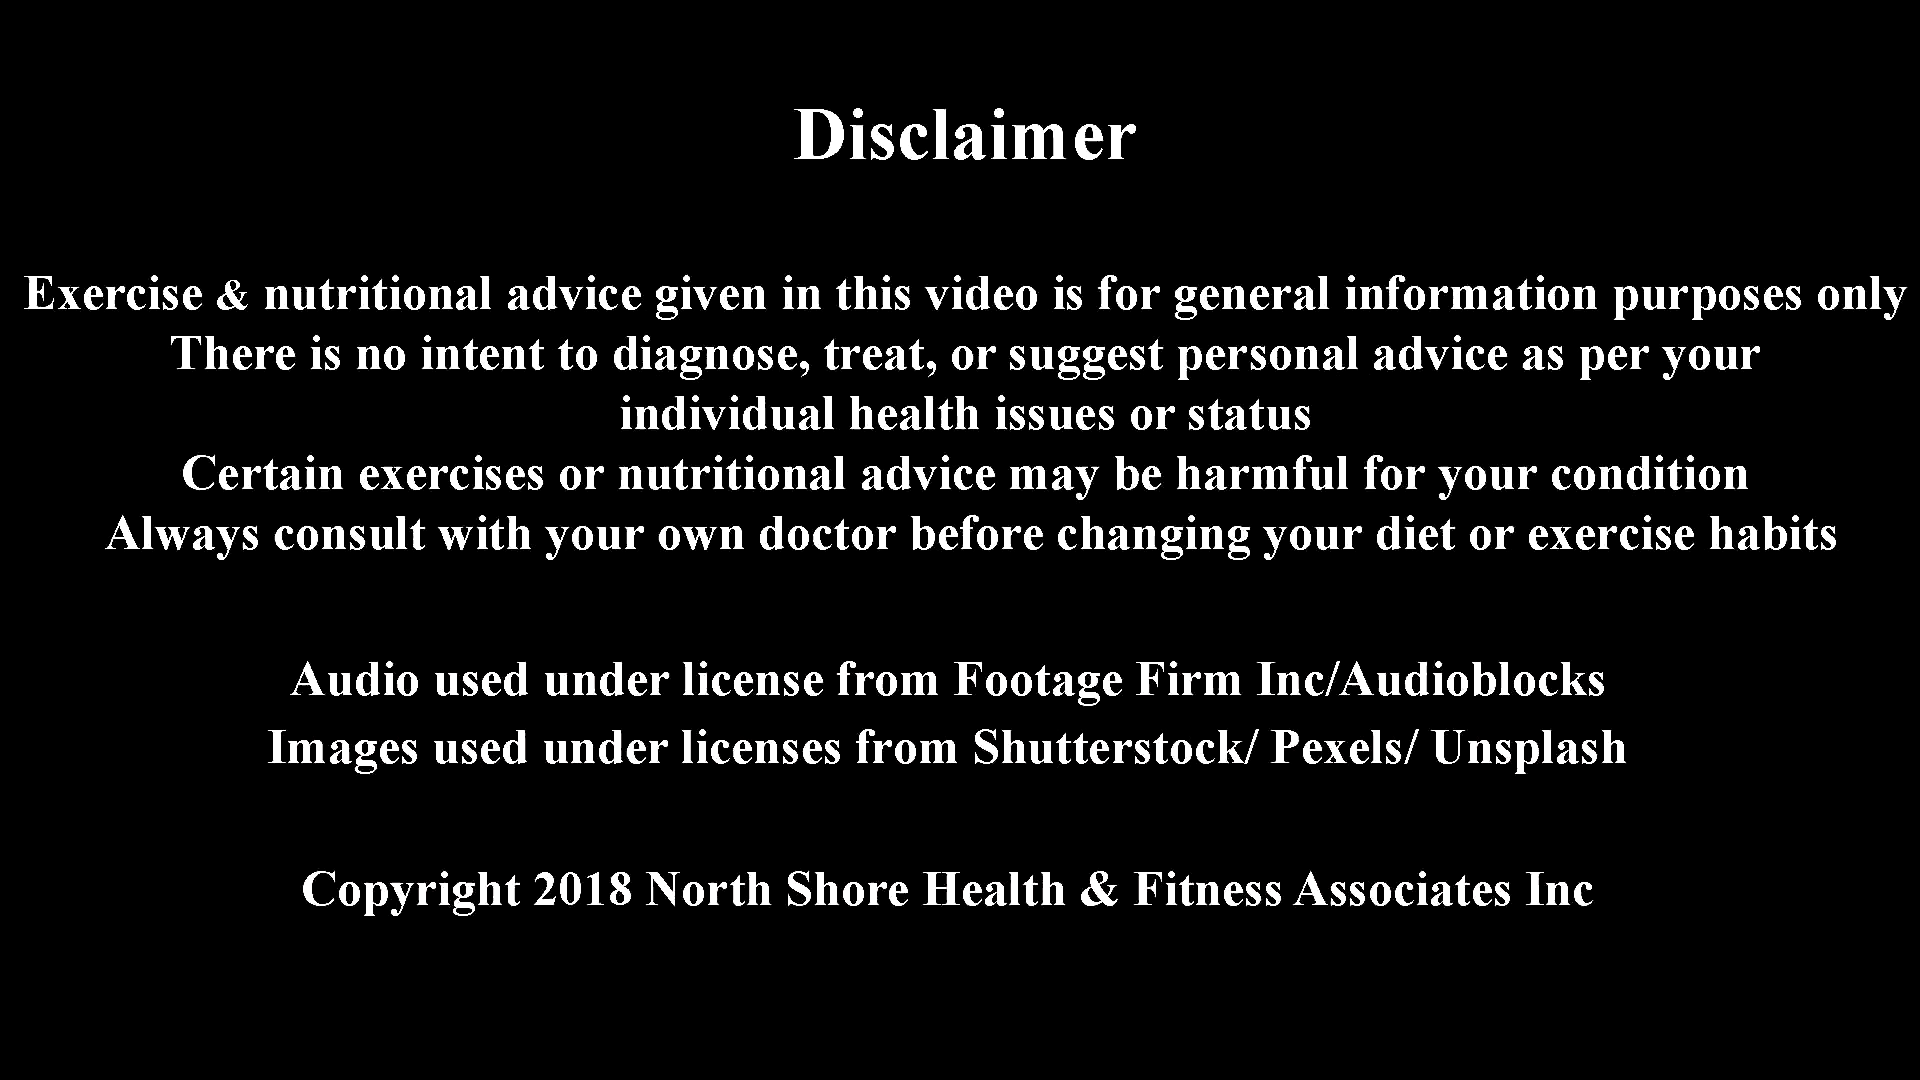 Disclaimer
Exercise & nutritional advice given in this video is for general information purposes only
There is no intent to diagnose, treat, or suggest personal advice as per your
individual health issues or status
Certain exercises or nutritional advice may be harmful for your condition
Always consult with your own doctor before changing your diet or exercise habits
Audio used under license from Footage Firm Inc/Audioblocks
Images used under licenses from Shutterstock/ Pexels/ Unsplash
Copyright 2018 North Shore Health & Fitness Associates Inc